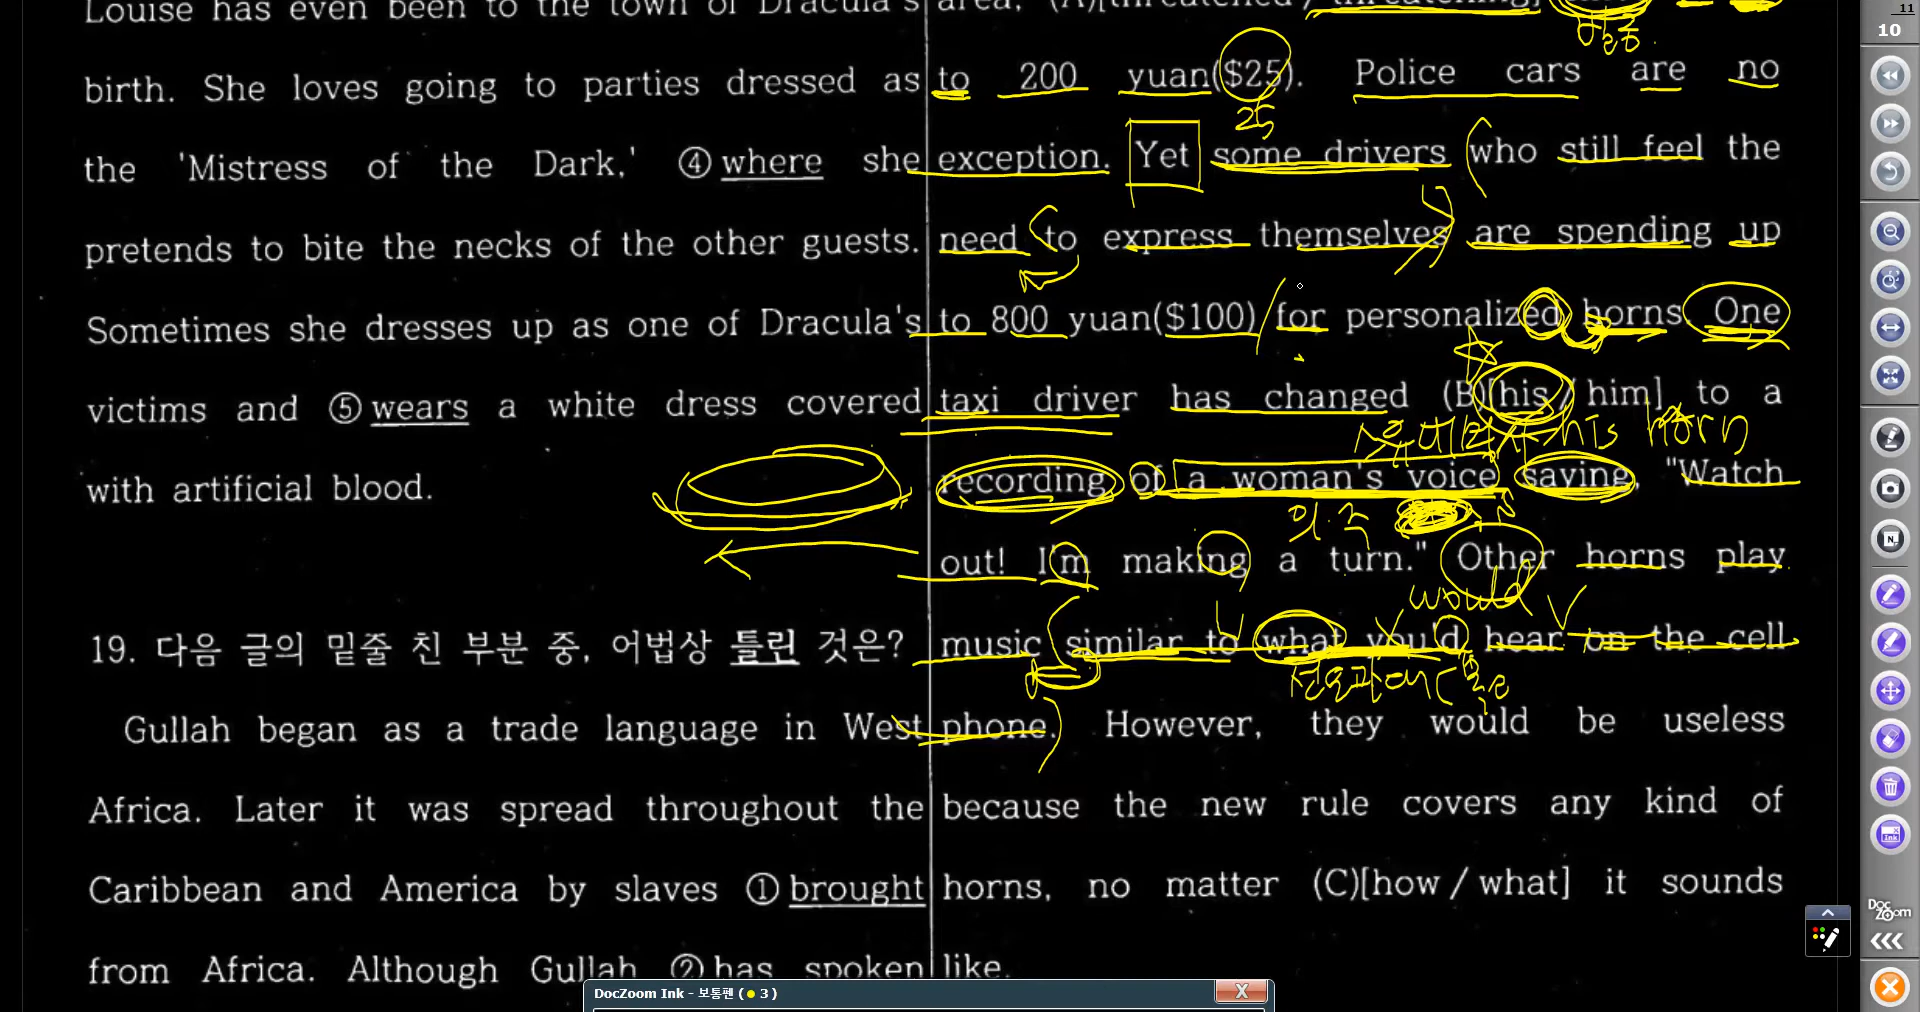 Louise has even been to the town of Dracula's
birth. She loves going to parties dressed as
the 'Mistress of the Dark,' ④ where she
pretends to bite the necks of the other guests.
Sometimes she dresses up as one of Dracula's
victims and ⑤ wears a white dress covered
with artificial blood.
19. 다음 글의 밑줄 친 부분 중, 어법상 틀린 것은?
Gullah began as a trade language in West
Africa. Later it was spread throughout the
Caribbean and America by slaves ① brought
from Africa. Although Gullah ② has spoken
area, (A)[threatened / threatening]
to 200 yuan($25). Police cars are no
25
exception. Yet some drivers who still feel the
need to express themselves are spending up
to 800 yuan($100) for personalized horns. One
taxi driver has changed (B)[his / him] to a
his horn
recording of a woman's voice saying, "Watch
out! I'm making a turn." Other horns play
would
music similar to what you'd hear on the cell
phone. However, they would be useless
because the new rule covers any kind of
horns, no matter (C)[how / what] it sounds
like.
11
10
Doc
Zoom
DocZoom Ink - 보통펜 ( 3 )